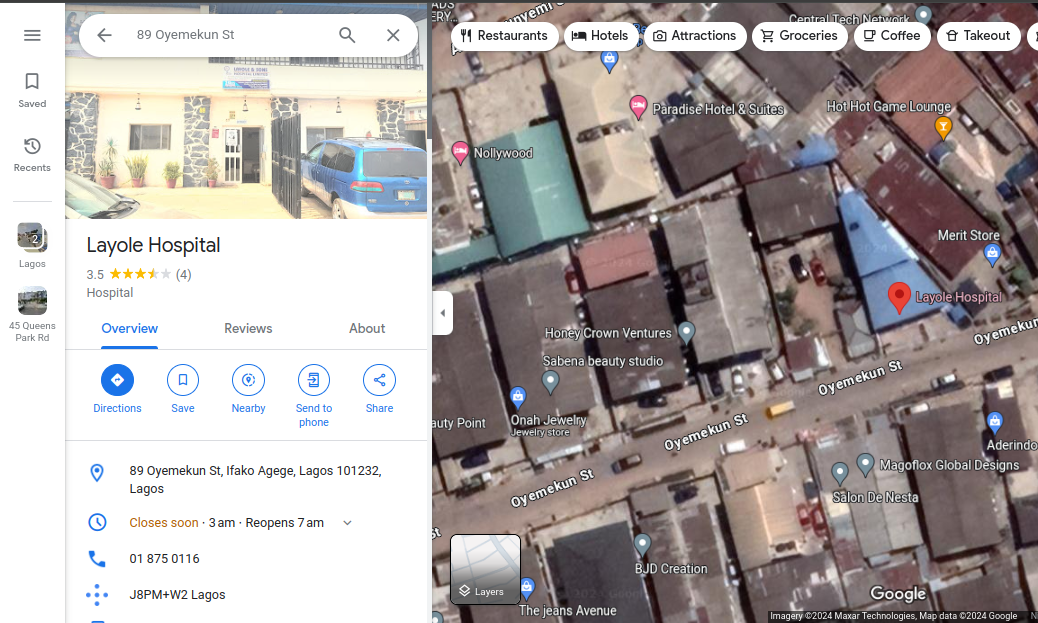 89 Oyemekun St
Saved
Recents
2
Lagos
45 Queens
Park Rd
Layole Hospital
3.5 (4)
Hospital
Overview
Reviews
About
Directions
Save
Nearby
Send to
phone
Share
89 Oyemekun St, Ifako Agege, Lagos 101232,
Lagos
Closes soon · 3 am · Reopens 7 am
01 875 0116
J8PM+W2 Lagos
Restaurants
Hotels
Attractions
Groceries
Coffee
Takeout
Central Tech Network
Paradise Hotel & Suites
Hot Hot Game Lounge
Nollywood
Merit Store
Layole Hospital
Honey Crown Ventures
Sabena beauty studio
Oyemekun
Oyemekun St
auty Point
Onah Jewelry
Jewelry store
Oyemekun St
Aderindo
Magoflox Global Designs
Oyemekun St
Salon De Nesta
St
BJD Creation
Layers
The jeans Avenue
Google
Imagery ©2024 Maxar Technologies, Map data ©2024 Google